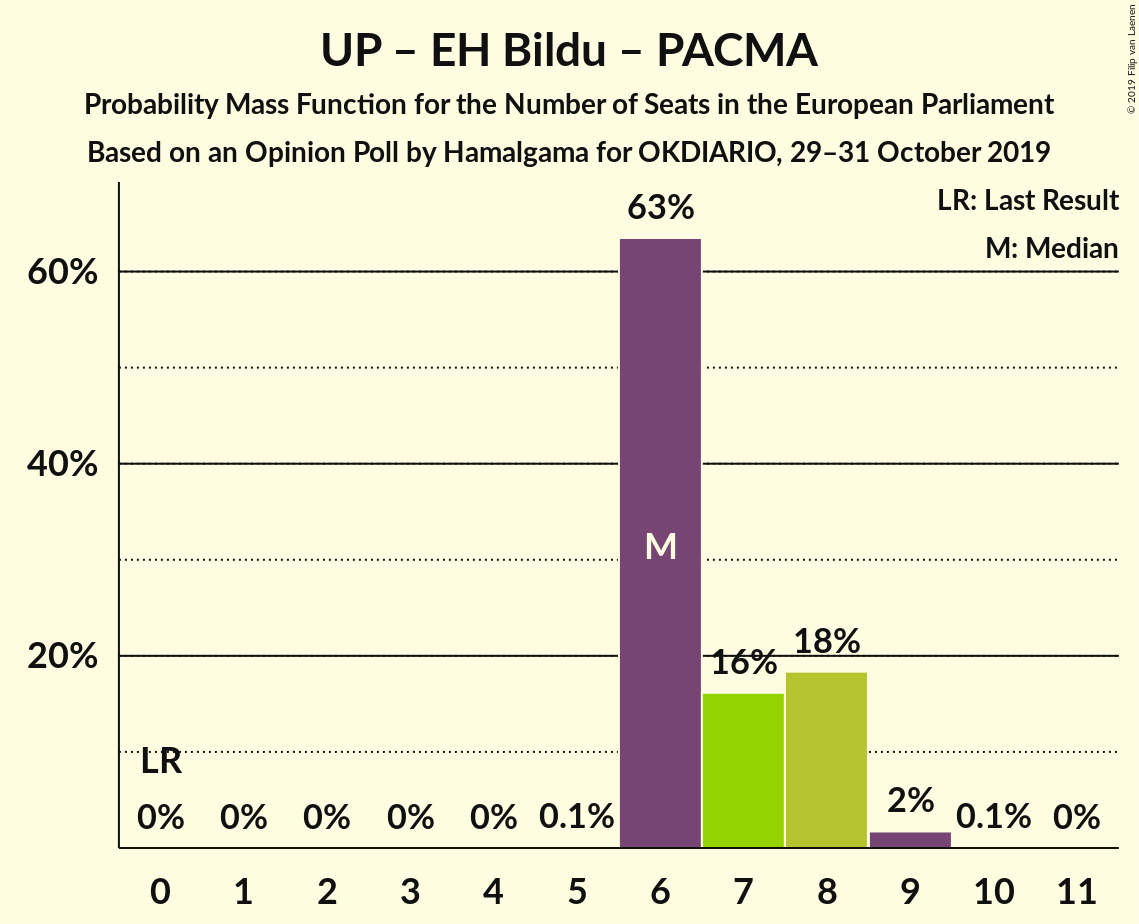 UP – EH Bildu – PACMA
Probability Mass Function for the Number of Seats in the European Parliament
Based on an Opinion Poll by Hamalgama for OKDIARIO, 29–31 October 2019
© 2019 Filip van Laenen
LR: Last Result
M: Median
63%
60%
40%
M
20%
16%
18%
LR
0% 0% 0% 0% 0% 0.1% 2% 0.1% 0%
0 1 2 3 4 5 6 7 8 9 10 11